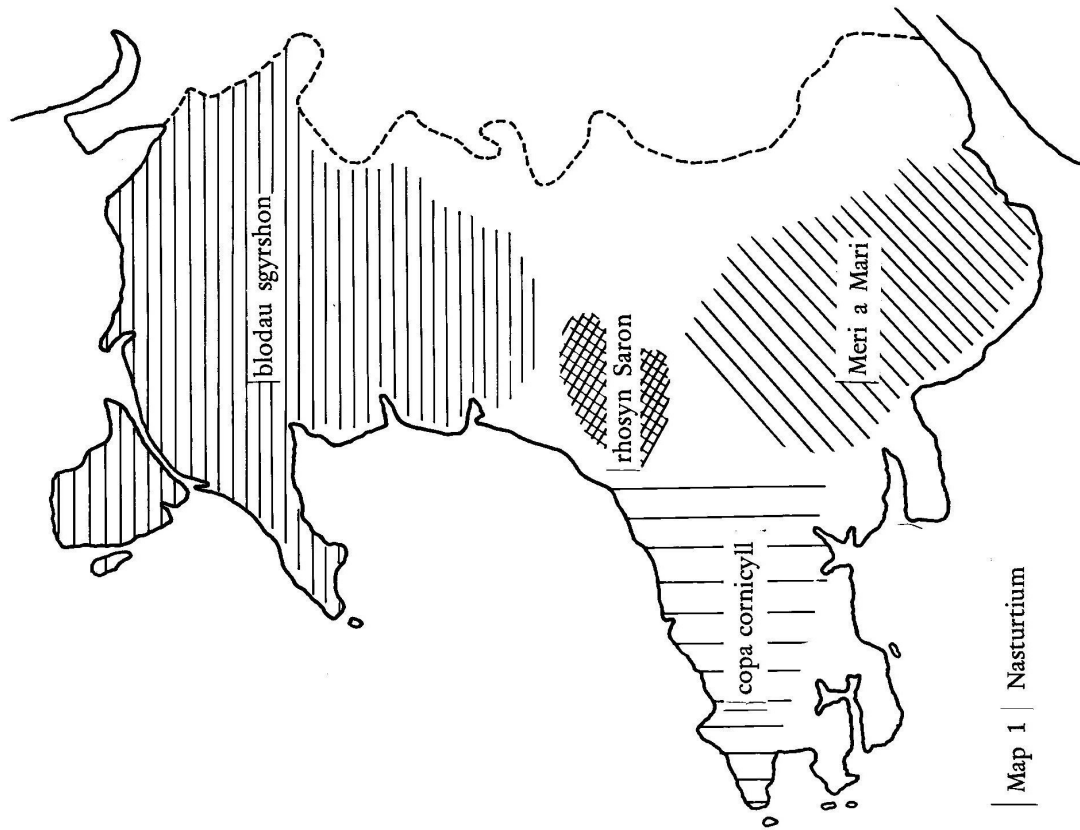 blodau sgyrshon
rhosyn Saron
Meri a Mari
copa cornicyll
Map 1 Nasturtium